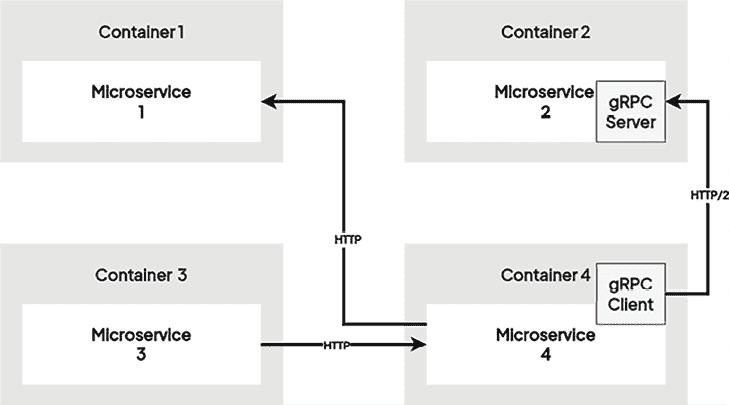 Container 1
Container 2
Microservice
1
Microservice
2
gRPC
Server
HTTP/2
HTTP
Container 3
Container 4
gRPC
Client
Microservice
3
HTTP
Microservice
4